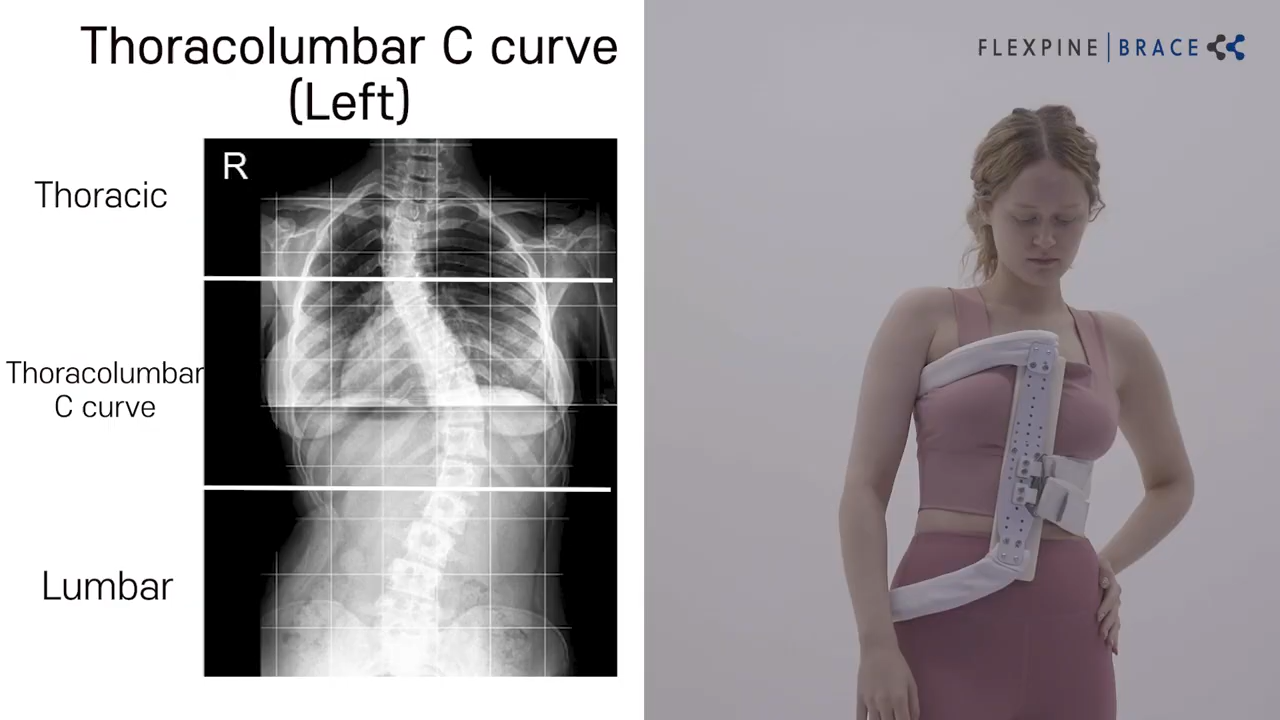 Thoracolumbar C curve
(Left)
R
Thoracic
Thoracolumbar
C curve
Lumbar
FLEXPINE | BRACE